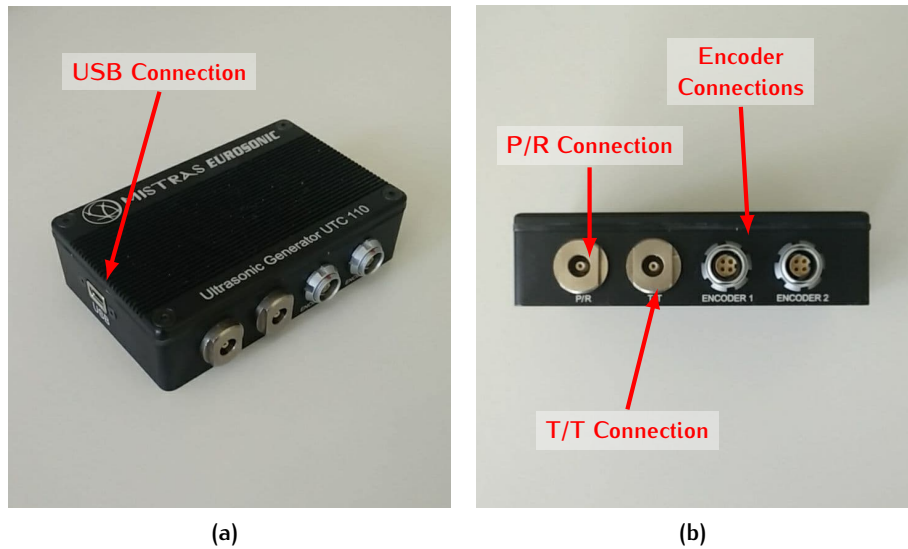 USB Connection
MISTRAS EUROSONIC
Ultrasonic Generator UTC 110
USB
Encoder
Connections
P/R Connection
P/R
T/T
ENCODER 1
ENCODER 2
T/T Connection
(a)
(b)